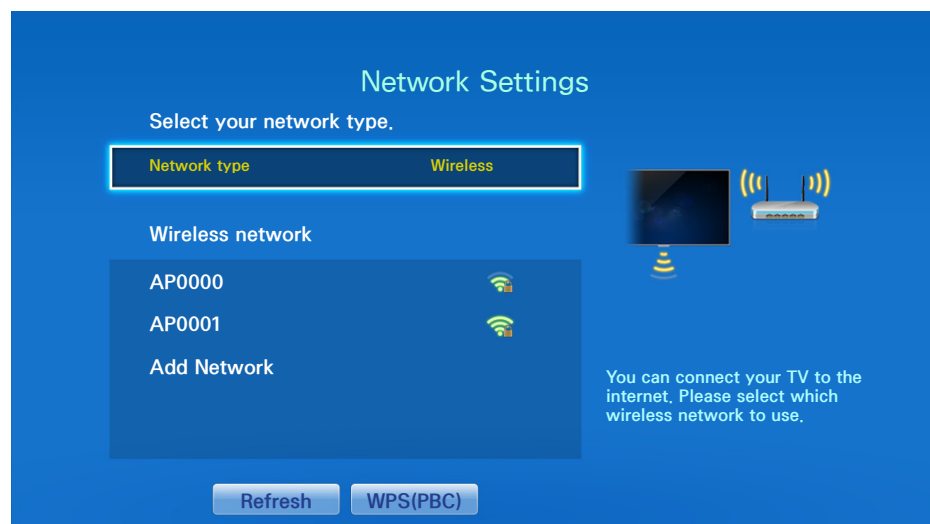 Network Settings
Select your network type.
Network type Wireless
Wireless network
AP0000
AP0001
Add Network
You can connect your TV to the
internet. Please select which
wireless network to use.
Refresh WPS(PBC)